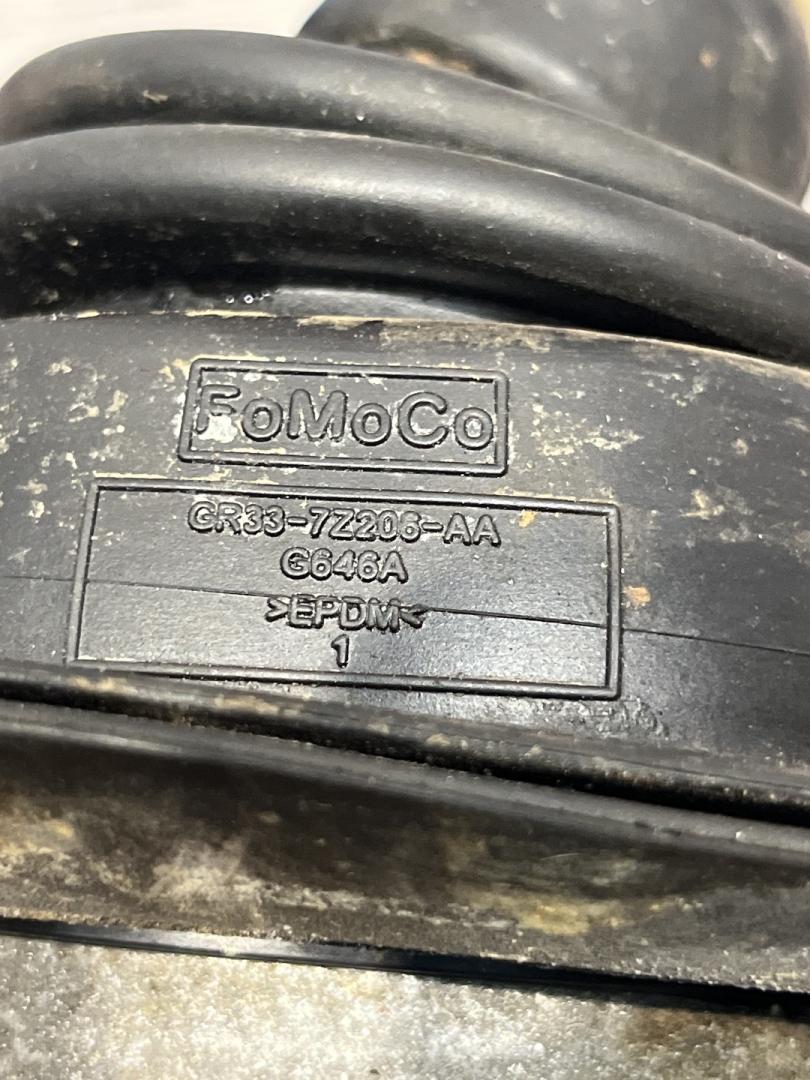 FoMoCo
GR33-7Z206-AA
G646A
>EPDM<
1